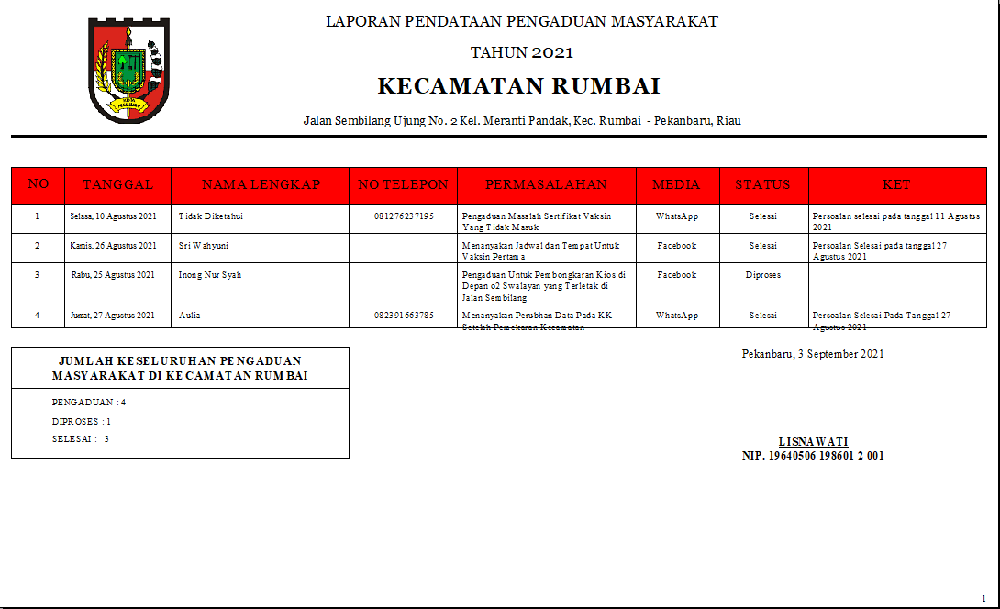 LAPORAN PENDATAAN PENGADUAN MASYARAKAT
TAHUN 2021
KECAMATAN RUMBAI
Jalan Sembilang Ujung No. 2 Kel. Meranti Pandak, Kec. Rumbai - Pekanbaru, Riau
KOTA
PEKANBARU
NO TANGGAL NAMA LENGKAP NO TELEPON PERMASALAHAN MEDIA STATUS KET
1 Selasa, 10 Agustus 2021 Tidak Diketahui 081276237195 Pengaduan Masalah Sertifikat Vaksin WhatsApp Selesai Persoalan selesai pada tanggal 11 Agustus
Yang Tidak Masuk 2021
2 Kamis, 26 Agustus 2021 Sri Wahyuni Menanyakan Jadwal dan Tempat Untuk Facebook Selesai Persoalan Selesai pada tanggal 27
Vaksin Pertama Agustus 2021
3 Rabu, 25 Agustus 2021 Inong Nur Syah Pengaduan Untuk Pembongkaran Kios di Facebook Diproses
Depan o2 Swalayan yang Terletak di
Jalan Sembilang
4 Jumat, 27 Agustus 2021 Aulia 082391663785 Menanyakan Perubhan Data Pada KK WhatsApp Selesai Persoalan Selesai Pada Tanggal 27
Setelah Pemekaran Kecamatan Agustus 2021
JUMLAH KESELURUHAN PENGADUAN
MASYARAKAT DI KECAMATAN RUMBAI
PENGADUAN : 4
DIPROSES : 1
SELESAI : 3
Pekanbaru, 3 September 2021
LISNAWATI
NIP. 19640506 198601 2 001
1